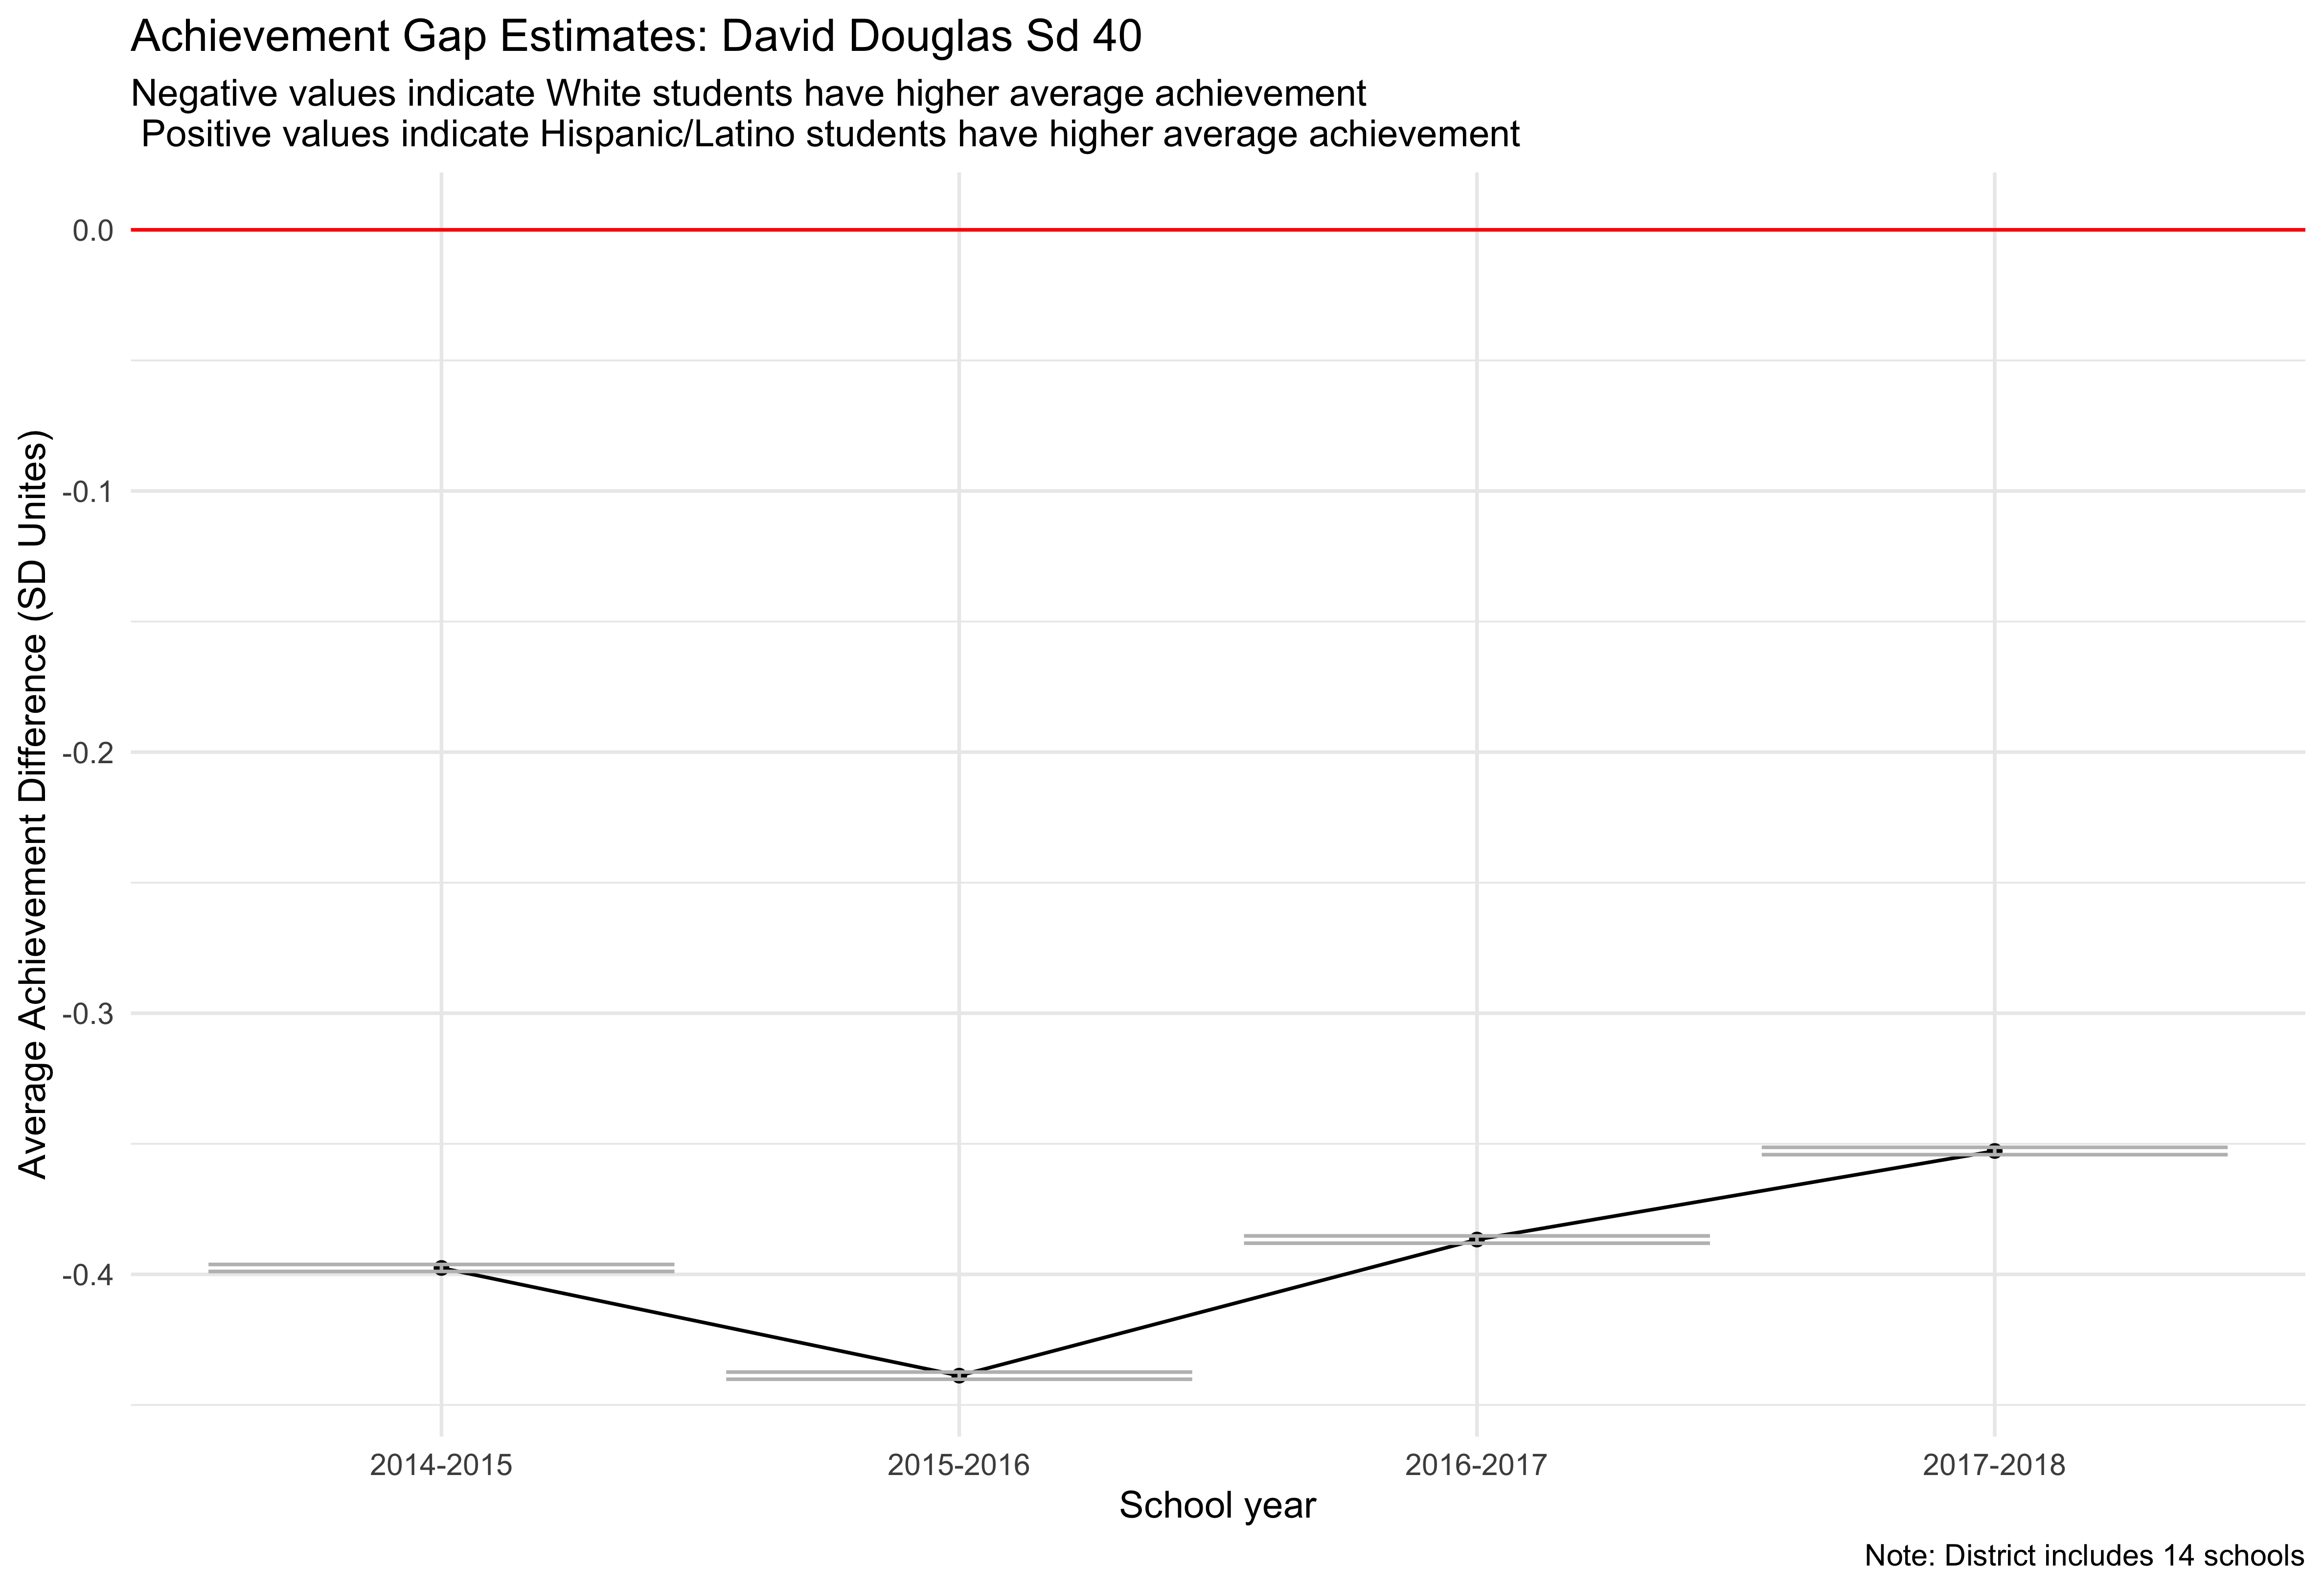 Achievement Gap Estimates: David Douglas Sd 40
Negative values indicate White students have higher average achievement
Positive values indicate Hispanic/Latino students have higher average achievement
Average Achievement Difference (SD Unites)
0.0
-0.1
-0.2
-0.3
-0.4
2014-2015
2015-2016
2016-2017
2017-2018
School year
Note: District includes 14 schools